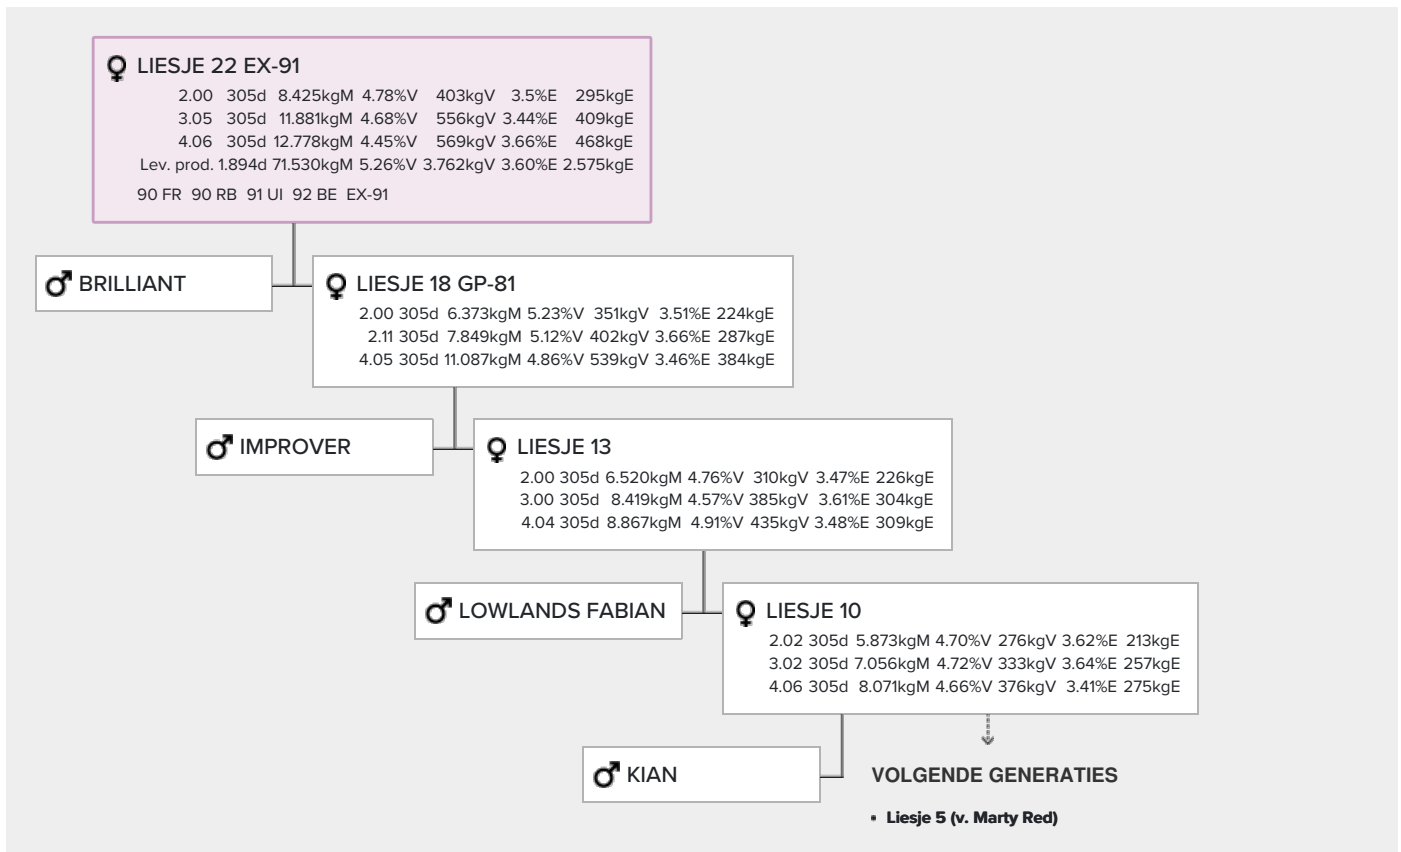 LIESJE 22 EX-91
2.00 305d 8.425kgM 4.78%V 403kgV 3.5%E 295kgE
3.05 305d 11.881kgM 4.68%V 556kgV 3.44%E 409kgE
4.06 305d 12.778kgM 4.45%V 569kgV 3.66%E 468kgE
Lev. prod. 1.894d 71.530kgM 5.26%V 3.762kgV 3.60%E 2.575kgE
90 FR 90 RB 91 UI 92 BE EX-91
BRILLIANT
LIESJE 18 GP-81
2.00 305d 6.373kgM 5.23%V 351kgV 3.51%E 224kgE
2.11 305d 7.849kgM 5.12%V 402kgV 3.66%E 287kgE
4.05 305d 11.087kgM 4.86%V 539kgV 3.46%E 384kgE
IMPROVER
LIESJE 13
2.00 305d 6.520kgM 4.76%V 310kgV 3.47%E 226kgE
3.00 305d 8.419kgM 4.57%V 385kgV 3.61%E 304kgE
4.04 305d 8.867kgM 4.91%V 435kgV 3.48%E 309kgE
LOWLANDS FABIAN
LIESJE 10
2.02 305d 5.873kgM 4.70%V 276kgV 3.62%E 213kgE
3.02 305d 7.056kgM 4.72%V 333kgV 3.64%E 257kgE
4.06 305d 8.071kgM 4.66%V 376kgV 3.41%E 275kgE
KIAN
VOLGENDE GENERATIES
• Liesje 5 (v. Marty Red)